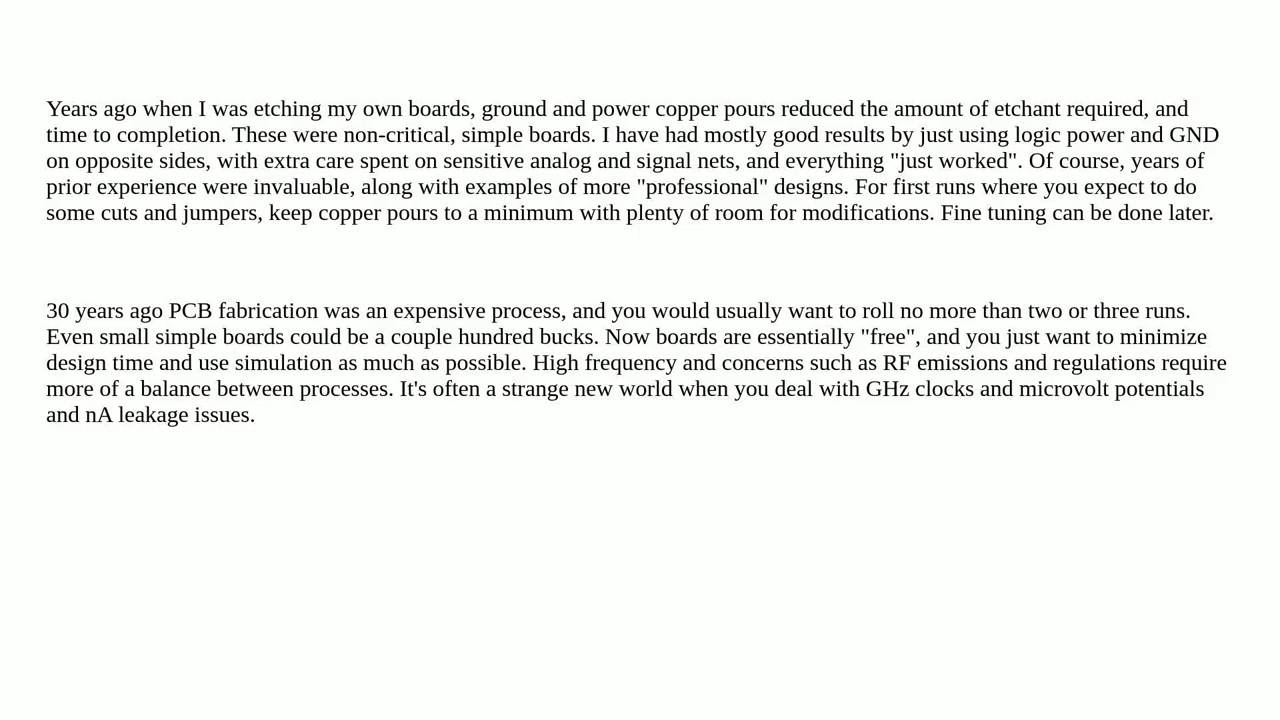 Years ago when I was etching my own boards, ground and power copper pours reduced the amount of etchant required, and
time to completion. These were non-critical, simple boards. I have had mostly good results by just using logic power and GND
on opposite sides, with extra care spent on sensitive analog and signal nets, and everything "just worked". Of course, years of
prior experience were invaluable, along with examples of more "professional" designs. For first runs where you expect to do
some cuts and jumpers, keep copper pours to a minimum with plenty of room for modifications. Fine tuning can be done later.
30 years ago PCB fabrication was an expensive process, and you would usually want to roll no more than two or three runs.
Even small simple boards could be a couple hundred bucks. Now boards are essentially "free", and you just want to minimize
design time and use simulation as much as possible. High frequency and concerns such as RF emissions and regulations require
more of a balance between processes. It's often a strange new world when you deal with GHz clocks and microvolt potentials
and nA leakage issues.